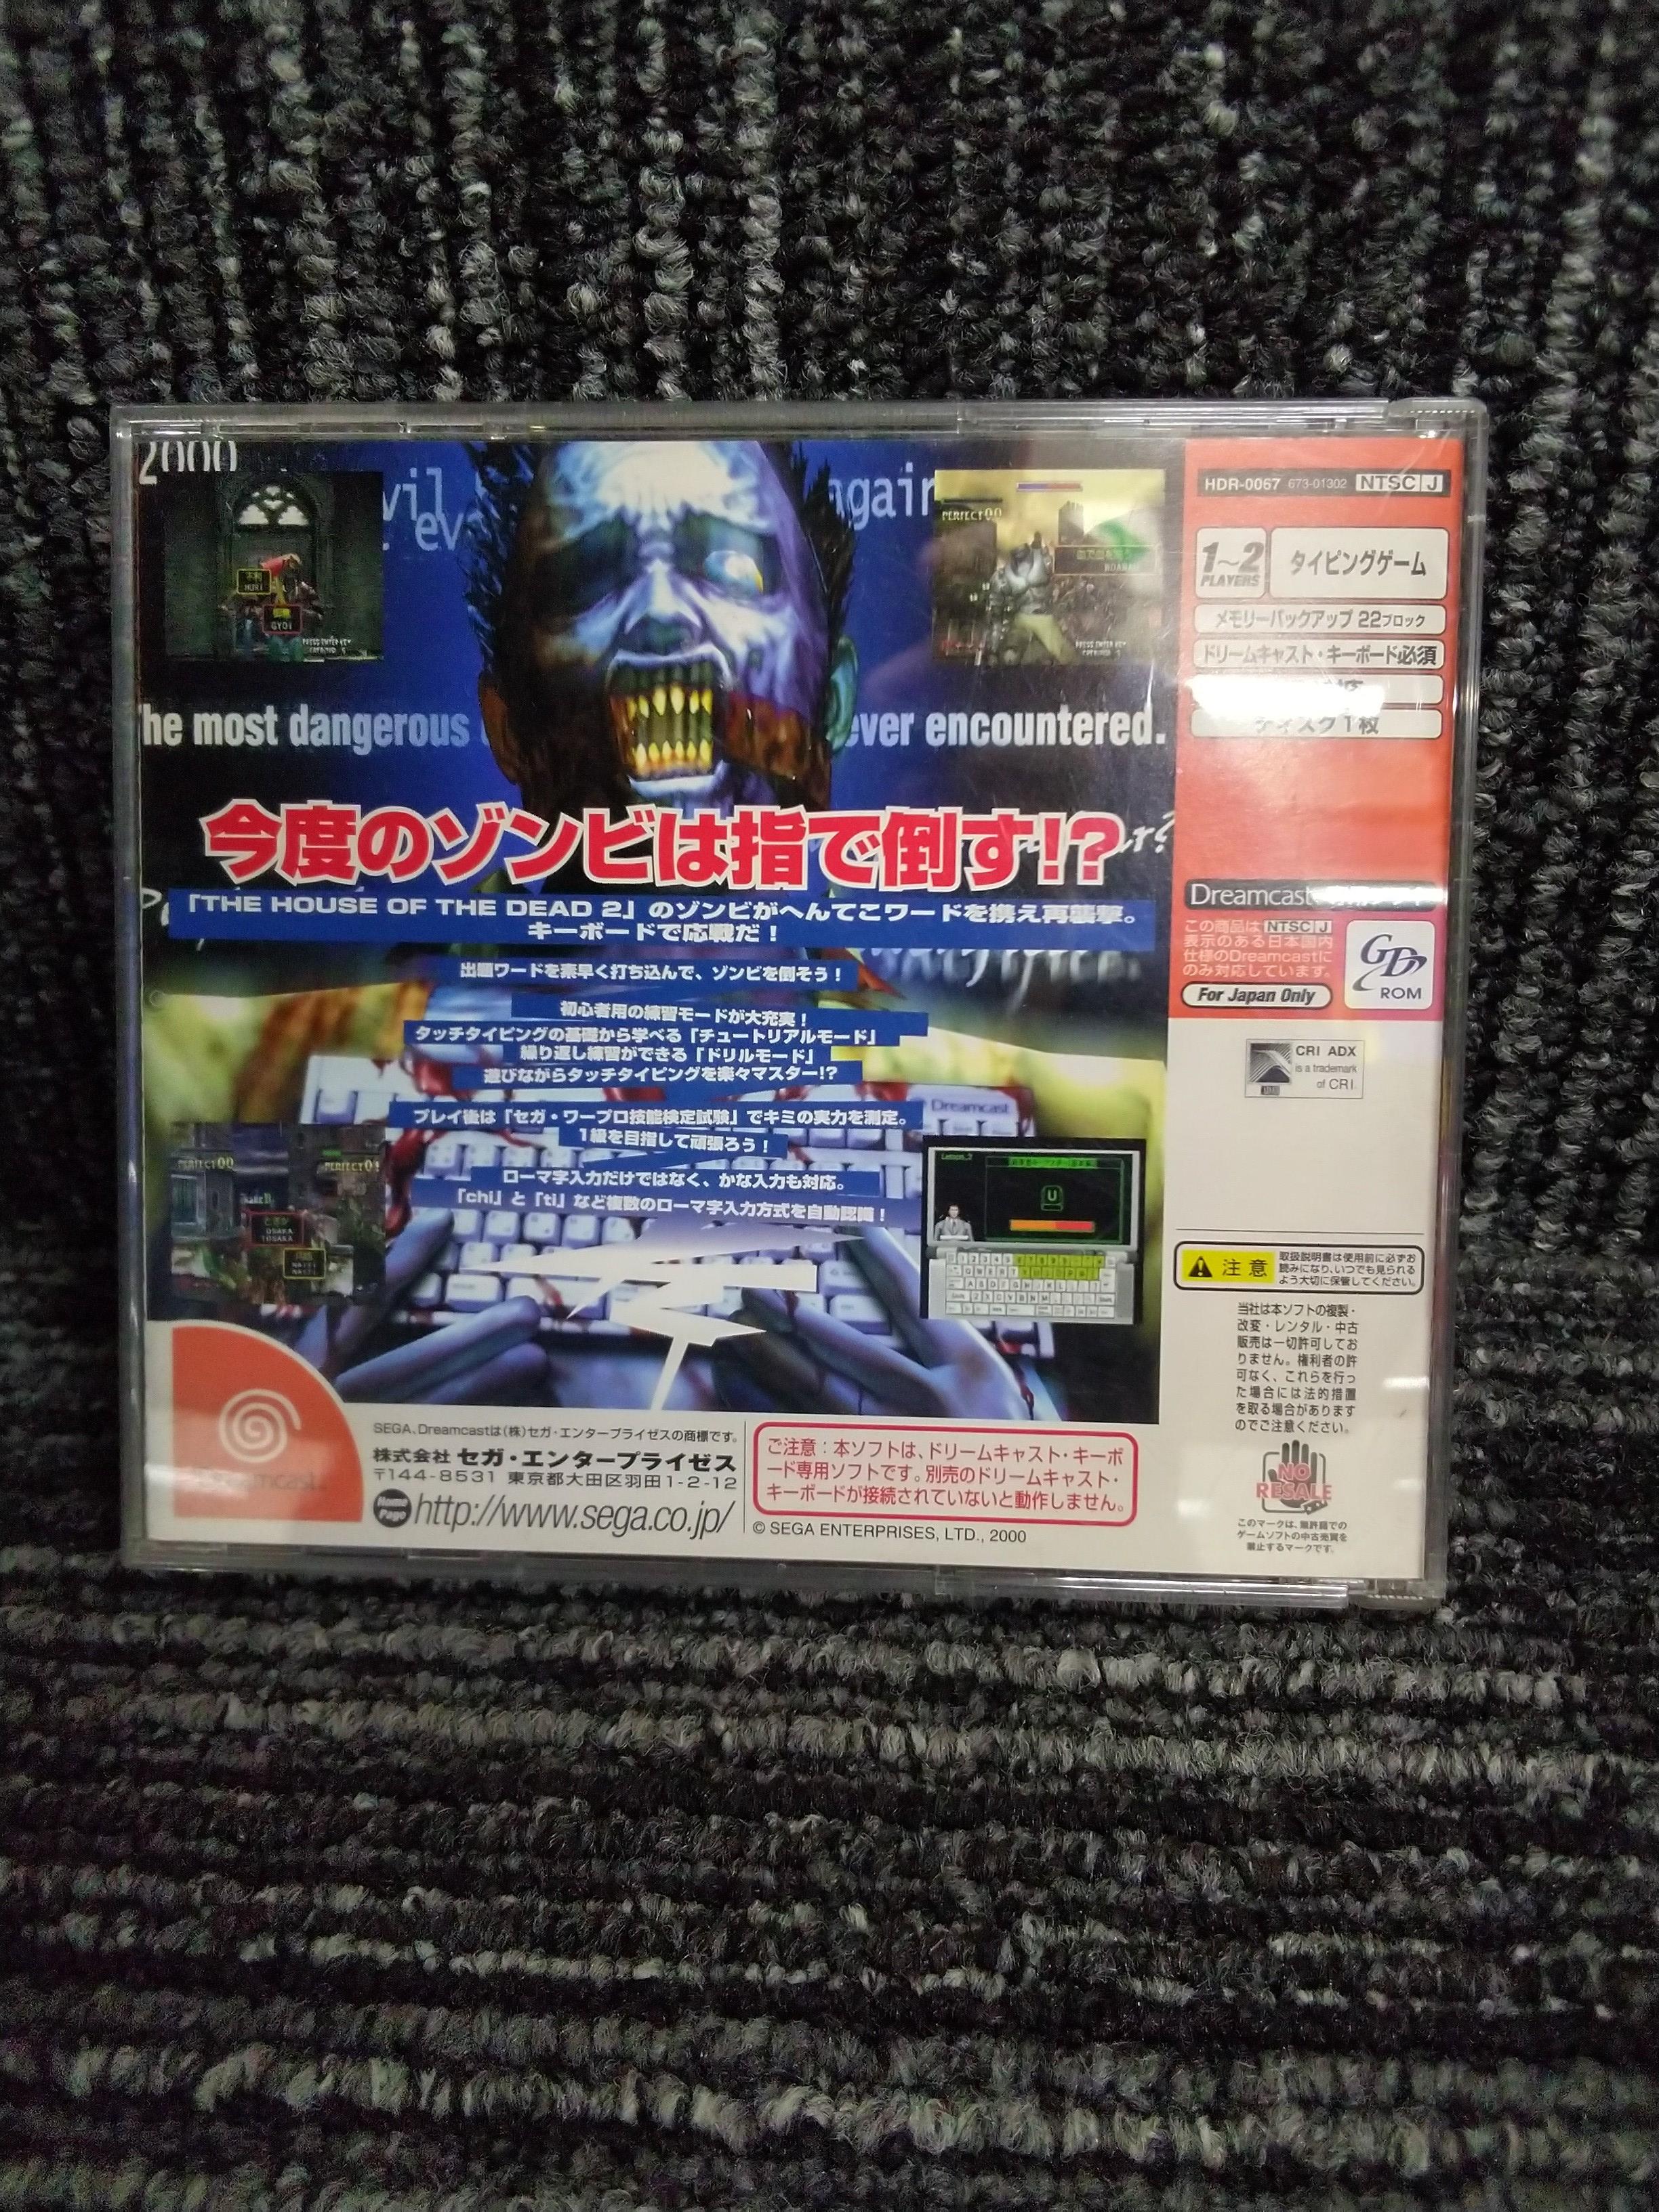 2000
again
The most dangerous
ever encountered.
今度のゾンビは指で倒す!?
「THE HOUSE OF THE DEAD 2」のゾンビがへんてこワードを携え再襲撃。
キーボードで応戦だ！
出題ワードを素早く打ち込んで、ゾンビを倒そう！
初心者用の練習モードが大充実！
タッチタイピングの基礎から学べる「チュートリアルモード」
繰り返し練習ができる「ドリルモード」
遊びながらタッチタイピングを楽々マスター!?
プレイ後は「セガ・ワープロ技能検定試験」でキミの実力を測定。
1級を目指して頑張ろう！
ローマ字入力だけではなく、かな入力も対応。
「chi」と「ti」など複数のローマ字入力方式を自動認識！
PERFECT 00
PERFECT 00
PERFECT 01
Lesson.2
U
Dreamcast
Dreamcast
SEGA、Dreamcastは(株)セガ・エンタープライゼスの商標です。
株式会社 セガ・エンタープライゼス
〒144-8531 東京都大田区羽田1-2-12
Home Page http://www.sega.co.jp/
ご注意：本ソフトは、ドリームキャスト・キーボ
ード専用ソフトです。別売のドリームキャスト・
キーボードが接続されていないと動作しません。
© SEGA ENTERPRISES, LTD., 2000
HDR-0067 673-01302 NTSC J
1～2 PLAYERS
タイピングゲーム
メモリーバックアップ 22ブロック
ドリームキャスト・キーボード必須
ディスク1枚
Dreamcast
この商品は NTSC J
表示のある日本国内
仕様のDreamcastに
のみ対応しています。
For Japan Only
GD ROM
CRI ADX
is a trademark
of CRI.
注意
取扱説明書は使用前に必ずお
読みになり、いつでも見られる
よう大切に保管してください。
当社は本ソフトの複製・
改変・レンタル・中古
販売は一切許可してお
りません。権利者の許
可なく、これらを行っ
た場合には法的措置
を取る場合があります
のでご注意ください。
NO RESALE
このマークは、無許諾での
ゲームソフトの中古売買を
禁止するマークです。